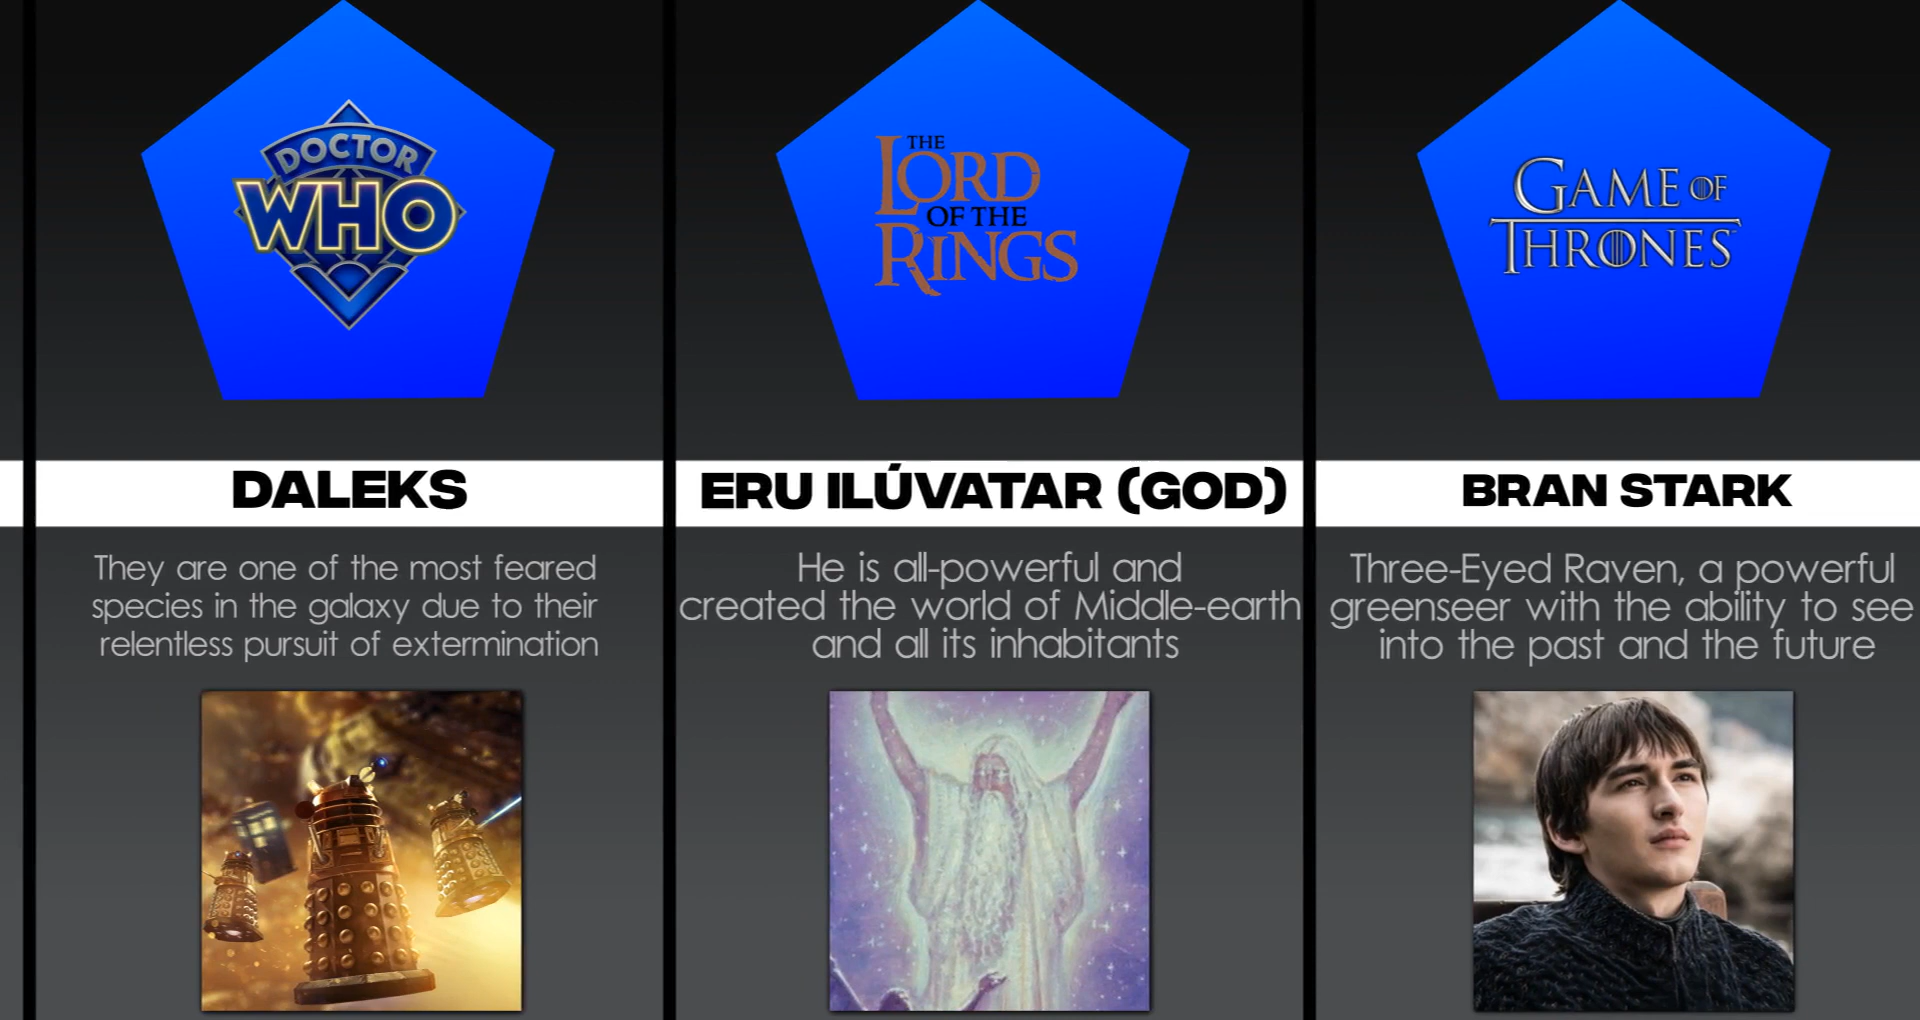 DOCTOR
WHO
DALEKS
They are one of the most feared
species in the galaxy due to their
relentless pursuit of extermination
THE
LORD
OF THE
RINGS
ERU ILÚVATAR (GOD)
He is all-powerful and
created the world of Middle-earth
and all its inhabitants
GAME OF
THRONES
BRAN STARK
Three-Eyed Raven, a powerful
greenseer with the ability to see
into the past and the future